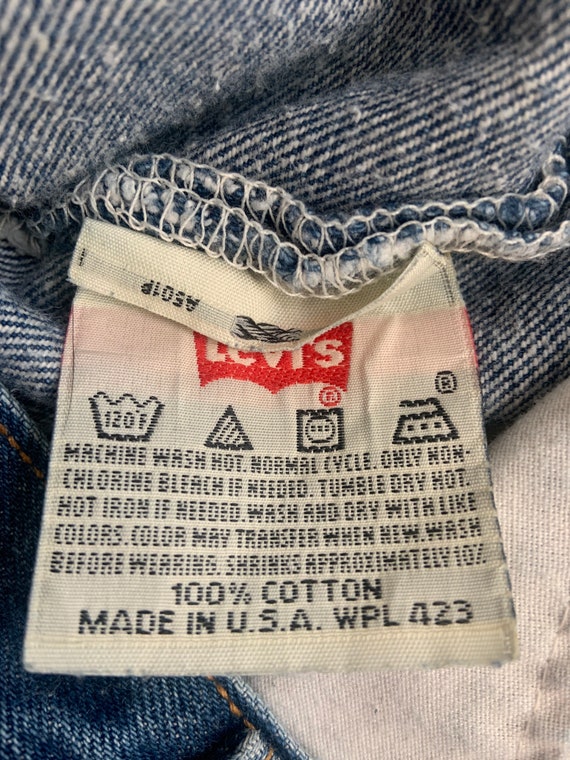 A501P
Levi's
®
®
120F
MACHINE WASH HOT. NORMAL CYCLE. ONLY NON-
CHLORINE BLEACH IF NEEDED. TUMBLE DRY HOT.
HOT IRON IF NEEDED. WASH AND DRY WITH LIKE
COLORS. COLOR MAY TRANSFER WHEN NEW. WASH
BEFORE WEARING. SHRINKS APPROXIMATELY 10%
100% COTTON
MADE IN U.S.A. WPL 423